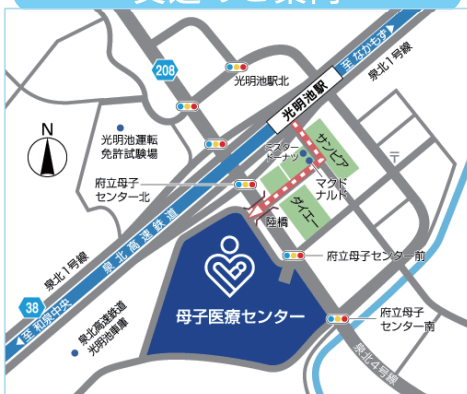 交通のご案内
至 なかもず
泉北1号線
208
光明池駅北
光明池駅
N
光明池運転
免許試験場
ミスター
ドーナツ
サンピア
〒
府立母子
センター北
マクド
ナルド
ダイエー
陸橋
泉北高速鉄道
府立母子センター前
泉北1号線
38
至 和泉中央
母子医療センター
泉北高速鉄道
光明池車庫
府立母子
センター南
泉北4号線